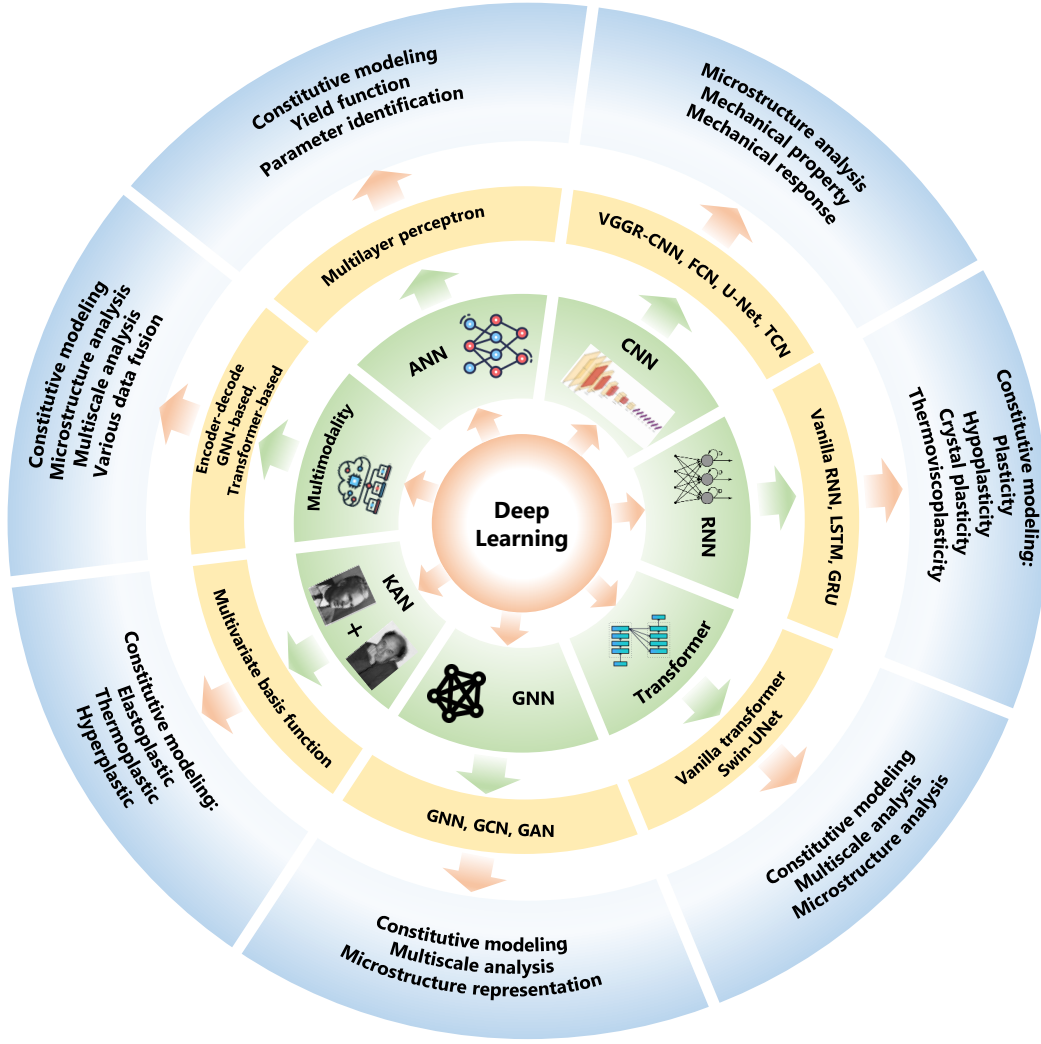 Deep
Learning
ANN
CNN
RNN
Transformer
GNN
KAN
+
Multimodality
Multilayer perceptron
VGGR-CNN, FCN, U-Net, TCN
Vanilla RNN, LSTM, GRU
Vanilla transformer
Swin-UNet
GNN, GCN, GAN
Multivariate basis function
Encoder-decode
GNN-based,
Transformer-based
Constitutive modeling
Yield function
Parameter identification
Microstructure analysis
Mechanical property
Mechanical response
Constitutive modeling:
Plasticity
Hypoplasticity
Crystal plasticity
Thermoviscoplasticity
Constitutive modeling
Multiscale analysis
Microstructure analysis
Constitutive modeling
Multiscale analysis
Microstructure representation
Constitutive modeling:
Elastoplastic
Thermoplastic
Hyperplastic
Constitutive modeling
Microstructure analysis
Multiscale analysis
Various data fusion